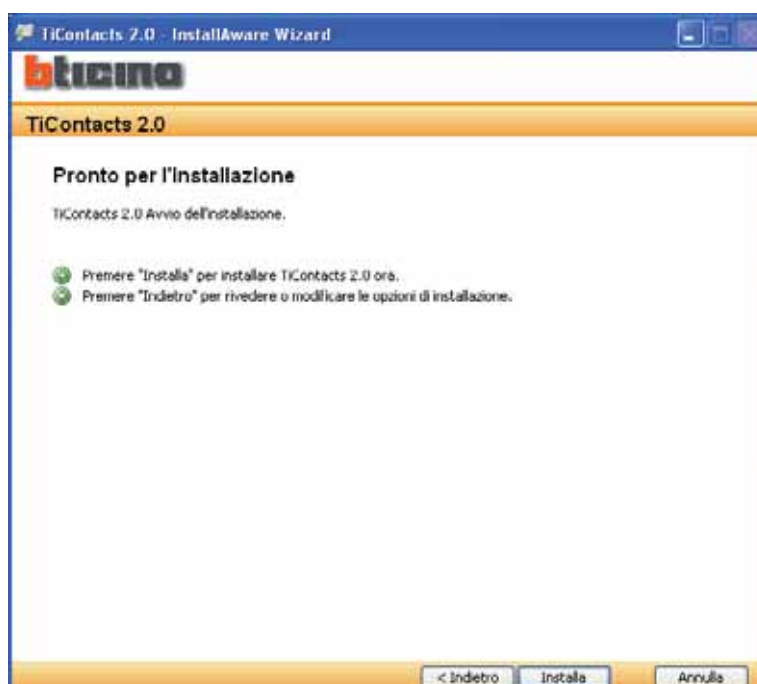 TiContacts 2.0 - InstallAware Wizard
bticino
TiContacts 2.0
Pronto per l'installazione
TiContacts 2.0 Avvio dell'installazione.
Premere "Installa" per installare TiContacts 2.0 ora.
Premere "Indietro" per rivedere o modificare le opzioni di installazione.
< Indietro Installa Annulla